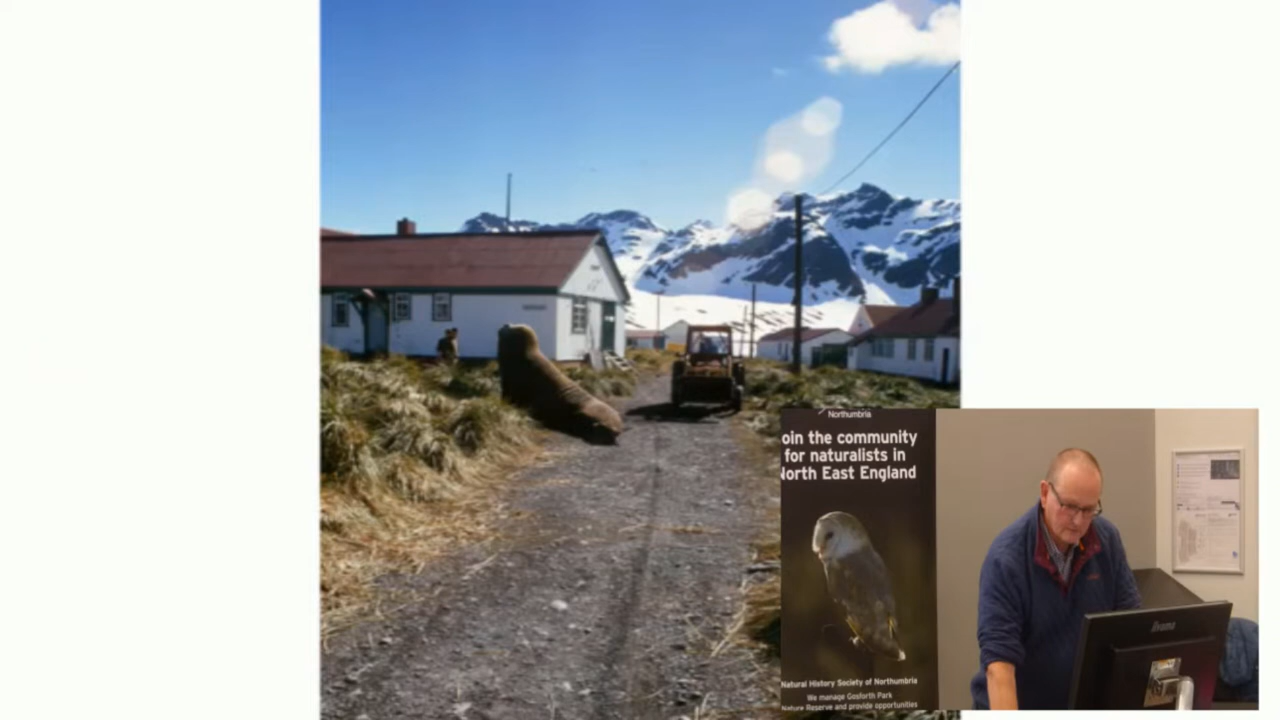 Northumbria
oin the community
for naturalists in
North East England
Natural History Society of Northumbria
We manage Gosforth Park
Nature Reserve and provide opportunities
iiyama